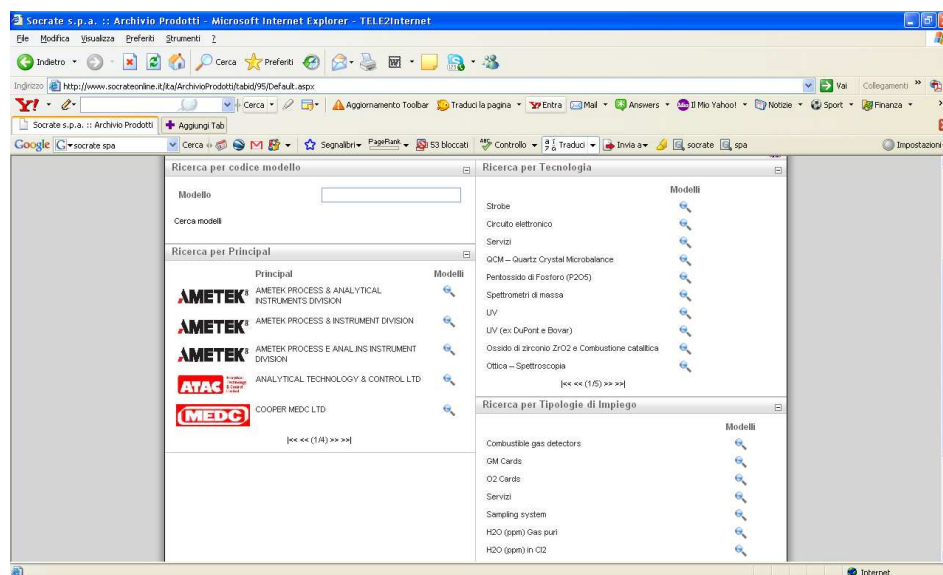 Socrate s.p.a. :: Archivio Prodotti - Microsoft Internet Explorer - TELE2Internet
File Modifica Visualizza Preferiti Strumenti ?
Indietro Cerca Preferiti
Indirizzo http://www.socrateonline.it/ita/ArchivioProdotti/tabid/95/Default.aspx Vai Collegamenti »
Y! Cerca Aggiornamento Toolbar Traduci la pagina Entra Mail Answers Il Mio Yahoo! Notizie Sport Finanza
Socrate s.p.a. :: Archivio Prodotti Aggiungi Tab
Google socrate spa Cerca Segnalibri PageRank 53 bloccati Controllo Traduci Invia a socrate spa Impostazioni
Ricerca per codice modello
Modello
Cerca modelli
Ricerca per Principal
Principal Modelli
AMETEK® AMETEK PROCESS & ANALYTICAL
INSTRUMENTS DIVISION
AMETEK® AMETEK PROCESS & INSTRUMENT DIVISION
AMETEK® AMETEK PROCESS E ANAL.INS INSTRUMENT
DIVISION
ATAC ANALYTICAL TECHNOLOGY & CONTROL LTD
MEDC COOPER MEDC LTD
|<< << (1/4) >> >>|
Ricerca per Tecnologia
Modelli
Strobe
Circuito elettronico
Servizi
QCM – Quartz Crystal Microbalance
Pentossido di Fosforo (P2O5)
Spettrometri di massa
UV
UV (ex DuPont e Bovar)
Ossido di zirconio ZrO2 e Combustione catalitica
Ottica – Spettroscopia
|<< << (1/5) >> >>|
Ricerca per Tipologie di Impiego
Modelli
Combustible gas detectors
GM Cards
O2 Cards
Servizi
Sampling system
H2O (ppm) Gas puri
H2O (ppm) in Cl2
Internet